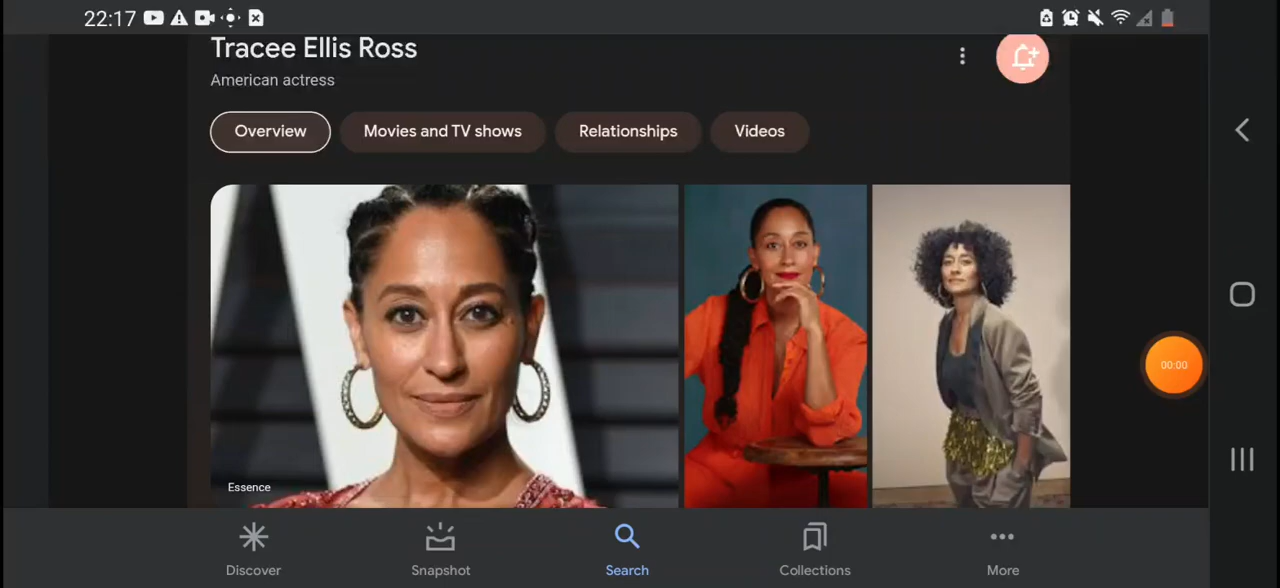 22:17
Tracee Ellis Ross
American actress
Overview
Movies and TV shows
Relationships
Videos
Essence
00:00
Discover
Snapshot
Search
Collections
More